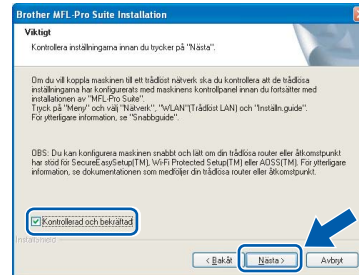 Brother MFL-Pro Suite Installation
Viktigt
Kontrollera inställningarna innan du trycker på "Nästa".
Om du vill koppla maskinen till ett trådlöst nätverk ska du kontrollera att de trådlösa
inställningarna har konfigurerats med maskinens kontrollpanel innan du fortsätter med
installationen av "MFL-Pro Suite".
Tryck på "Meny" och välj "Nätverk", "WLAN"(Trådlöst LAN) och "Inställn.guide".
För ytterligare information, se "Snabbguide".
OBS: Du kan konfigurera maskinen snabbt och lätt om din trådlösa router eller åtkomstpunkt
har stöd för SecureEasySetup(TM), Wi-Fi Protected Setup(TM) eller AOSS(TM). För ytterligare
information, se dokumentationen som medföljer din trådlösa router eller åtkomstpunkt.
Kontrollerad och bekräftad
InstallShield
< Bakåt Nästa > Avbryt